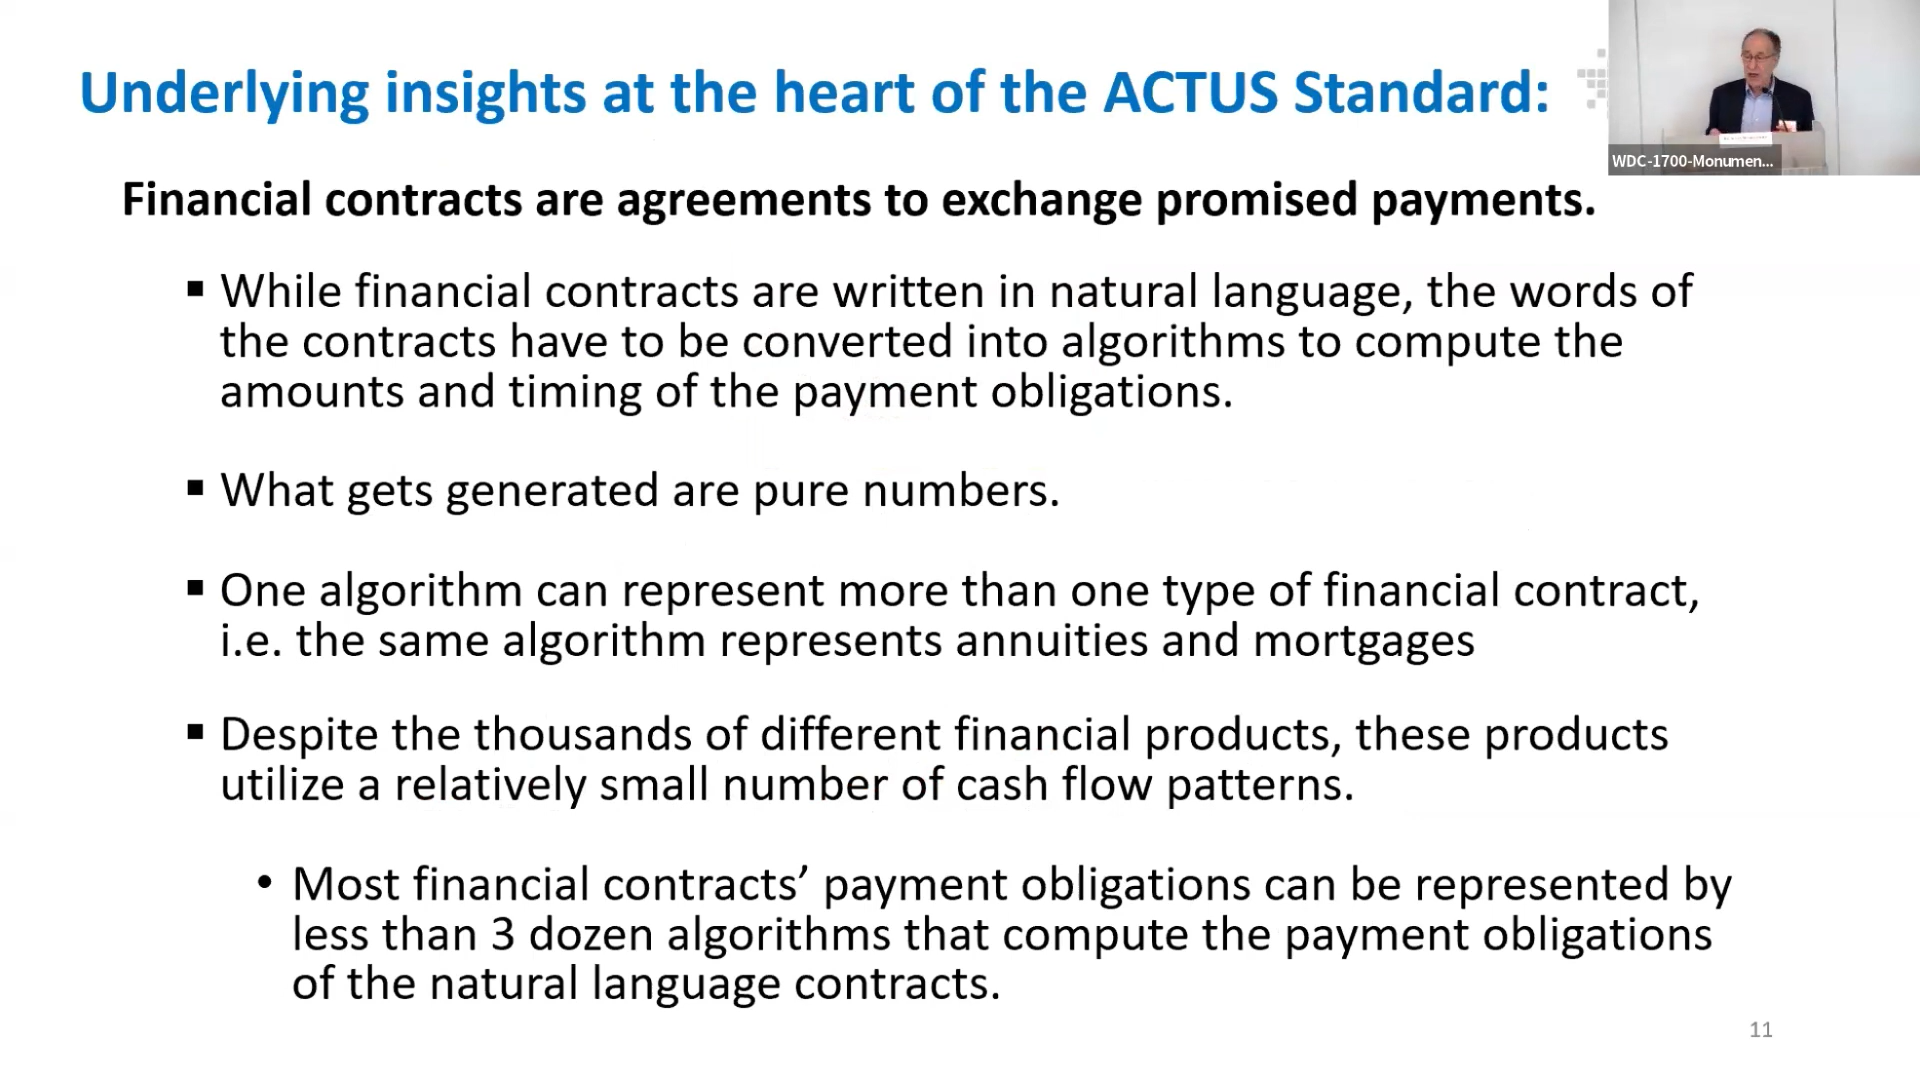 Underlying insights at the heart of the ACTUS Standard:
WDC-1700-Monumen...
Financial contracts are agreements to exchange promised payments.
▪ While financial contracts are written in natural language, the words of
the contracts have to be converted into algorithms to compute the
amounts and timing of the payment obligations.
▪ What gets generated are pure numbers.
▪ One algorithm can represent more than one type of financial contract,
i.e. the same algorithm represents annuities and mortgages
▪ Despite the thousands of different financial products, these products
utilize a relatively small number of cash flow patterns.
• Most financial contracts’ payment obligations can be represented by
less than 3 dozen algorithms that compute the payment obligations
of the natural language contracts.
11